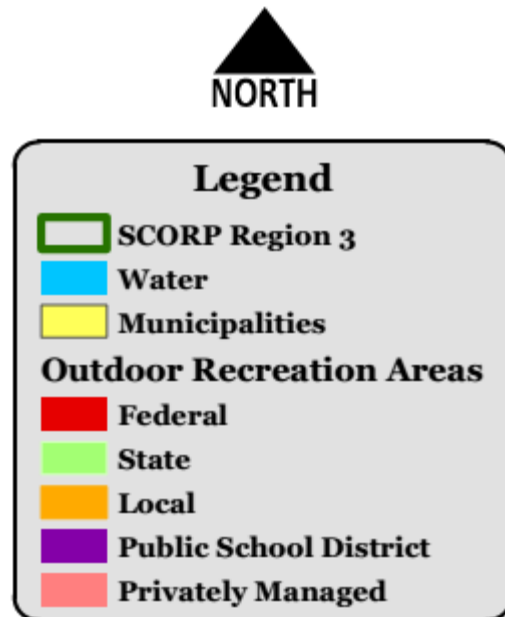 NORTH
Legend
SCORP Region 3
Water
Municipalities
Outdoor Recreation Areas
Federal
State
Local
Public School District
Privately Managed